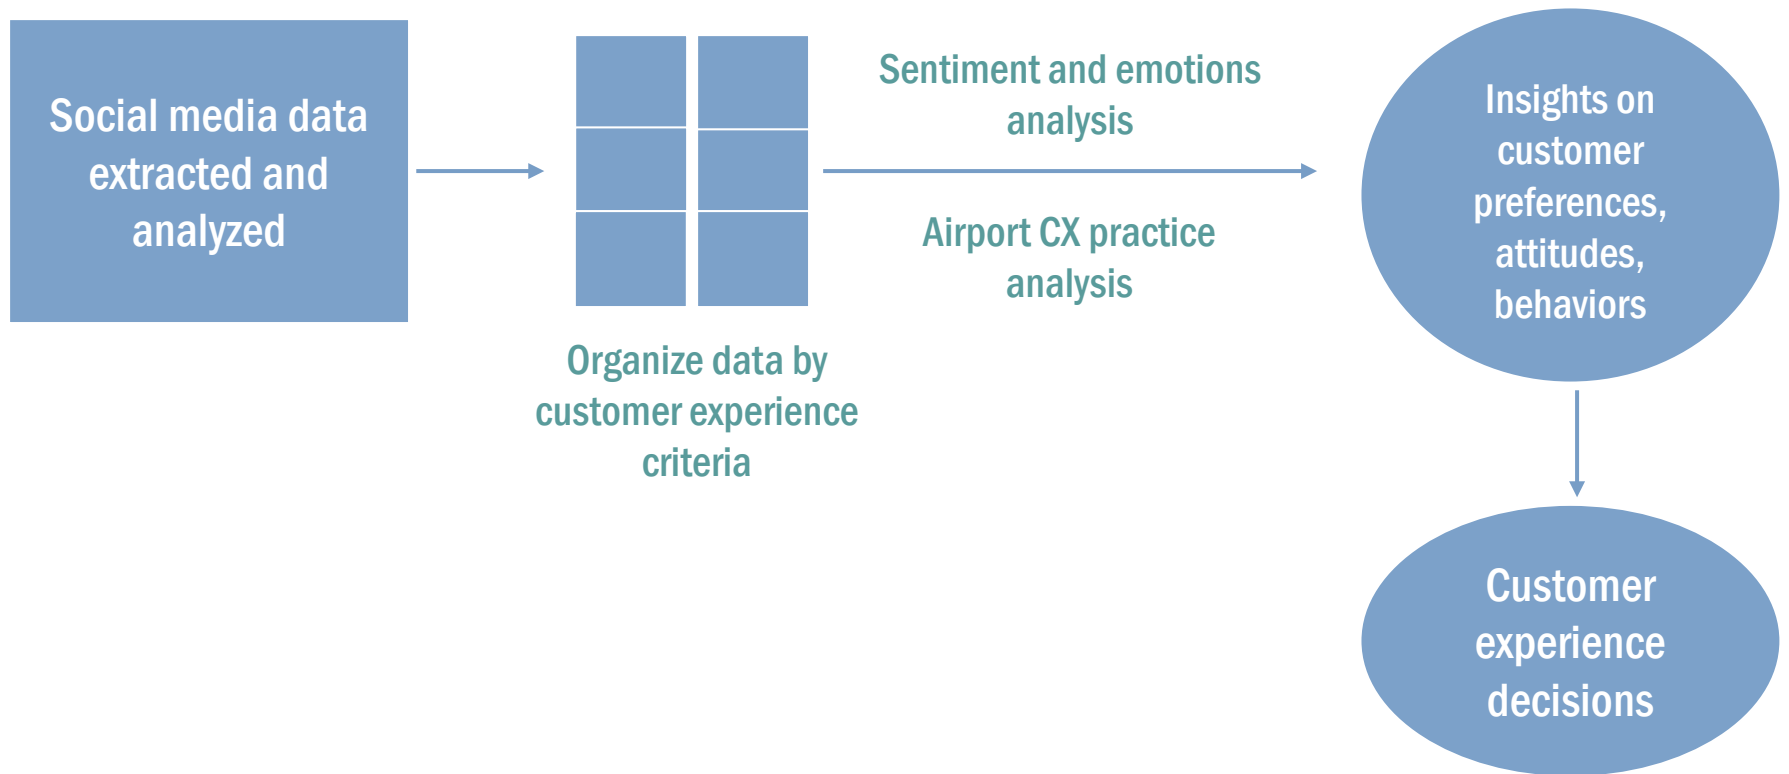 Social media data
extracted and
analyzed
Organize data by
customer experience
criteria
Sentiment and emotions
analysis
Airport CX practice
analysis
Insights on
customer
preferences,
attitudes,
behaviors
Customer
experience
decisions